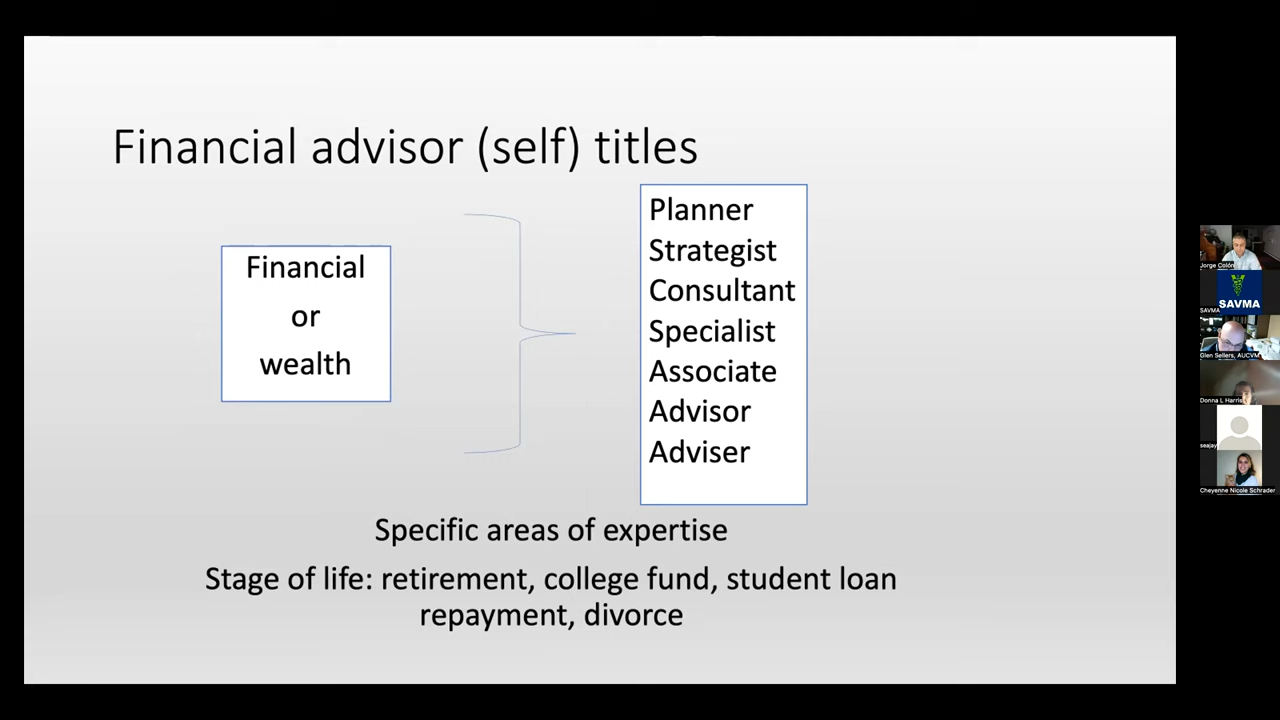 Financial advisor (self) titles
Financial
or
wealth
Planner
Strategist
Consultant
Specialist
Associate
Advisor
Adviser
Specific areas of expertise
Stage of life: retirement, college fund, student loan
repayment, divorce
Jorge Colón
SAVMA
SAVMA
Glen Sellers, AUCVM
Donna L Harris
seajay
Cheyenne Nicole Schrader